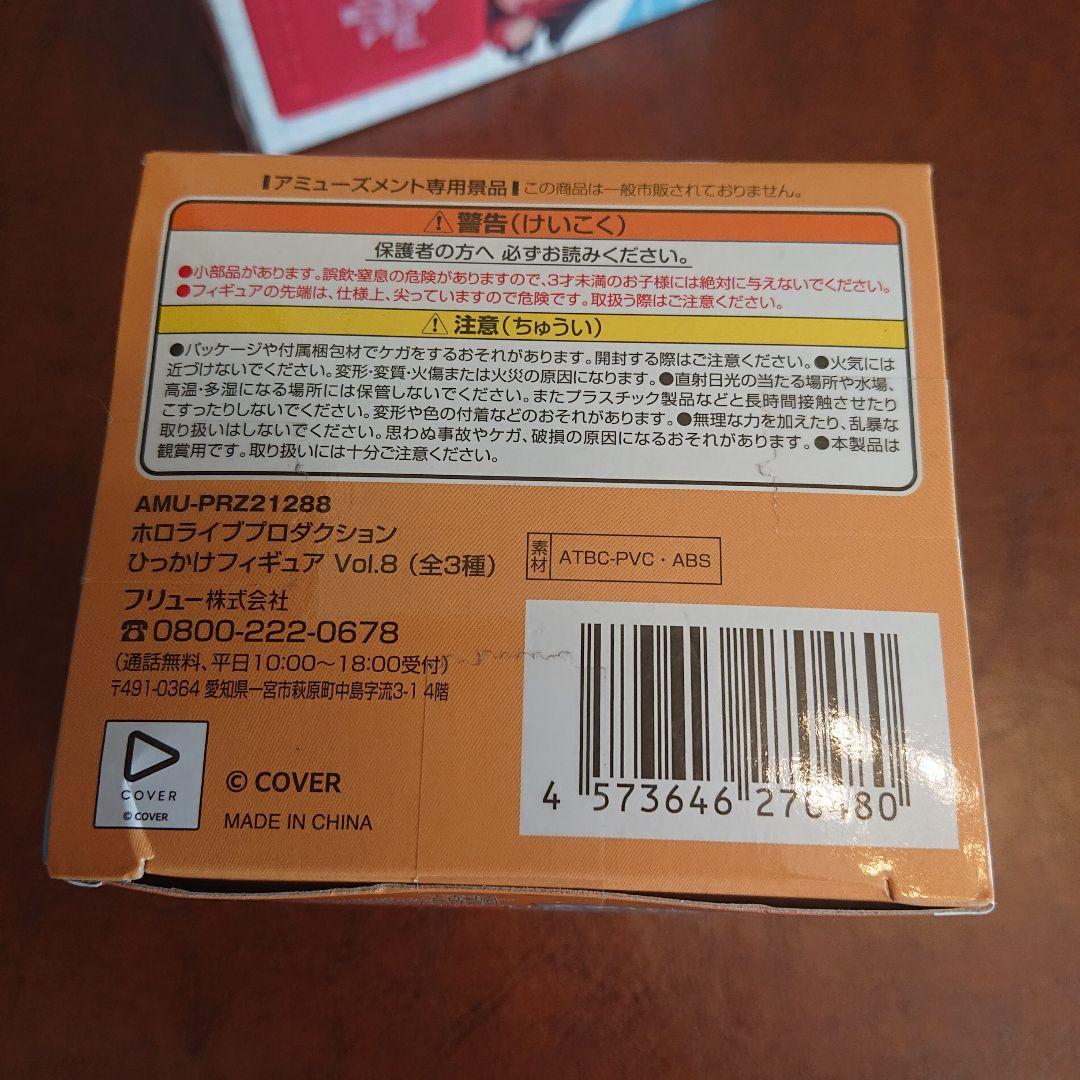 アミューズメント専用景品 この商品は一般市販されておりません。
⚠警告(けいこく)
保護者の方へ 必ずお読みください。
●小部品があります。誤飲・窒息の危険がありますので、3才未満のお子様には絶対に与えないでください。
●フィギュアの先端は、仕様上、尖っていますので危険です。取扱う際はご注意ください。
⚠注意(ちゅうい)
●パッケージや付属梱包材でケガをするおそれがあります。開封する際はご注意ください。●火気には
近づけないでください。変形・変質・火傷または火災の原因になります。●直射日光の当たる場所や水場、
高温・多湿になる場所には保管しないでください。またプラスチック製品などと長時間接触させたり
こすったりしないでください。変形や色の付着などのおそれがあります。●無理な力を加えたり、乱暴な
取り扱いはしないでください。思わぬ事故やケガ、破損の原因になるおそれがあります。●本製品は
観賞用です。取り扱いには十分ご注意ください。
AMU-PRZ21288
ホロライブプロダクション
ひっかけフィギュア Vol.8 (全3種)
素材 ATBC-PVC・ABS
フリュー株式会社
☎0800-222-0678
(通話無料、平日10:00～18:00受付)
〒491-0364 愛知県一宮市萩原町中島字流3-1 4階
COVER
© COVER
© COVER
MADE IN CHINA
4 573646 270480